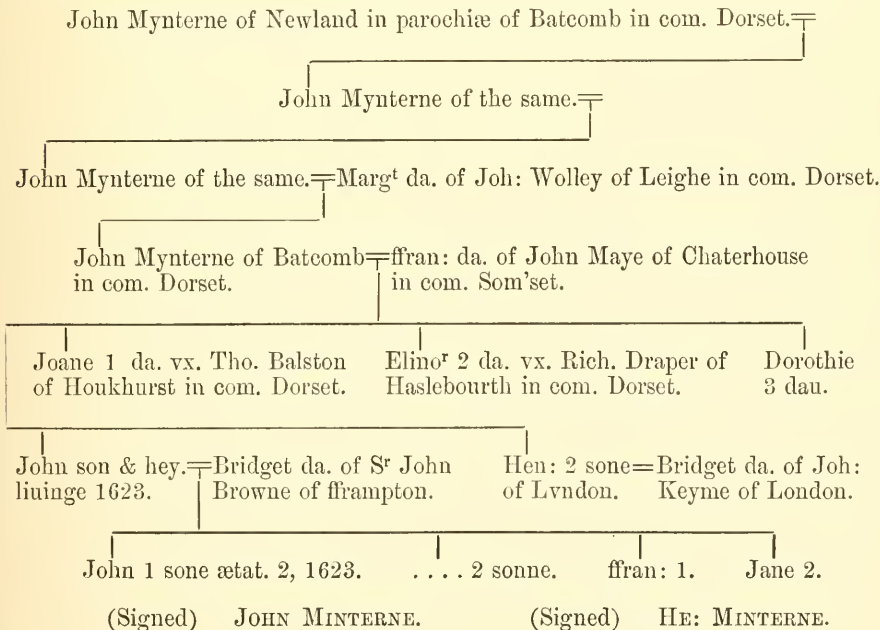 John Mynterne of Newland in parochiæ of Batcomb in com. Dorset.
John Mynterne of the same.
John Mynterne of the same. Margᵗ da. of Joh: Wolley of Leighe in com. Dorset.
John Mynterne of Batcomb ffran: da. of John Maye of Chaterhouse
in com. Dorset. in com. Som'set.
Joane 1 da. vx. Tho. Balston Elinoʳ 2 da. vx. Rich. Draper of Dorothie
of Houkhurst in com. Dorset. Haslebourth in com. Dorset. 3 dau.
John son & hey. Bridget da. of Sʳ John Hen: 2 sone=Bridget da. of Joh:
liuinge 1623. Browne of fframpton. of Lvndon. Keyme of London.
John 1 sone ætat. 2, 1623. .... 2 sonne. ffran: 1. Jane 2.
(Signed) JOHN MINTERNE. (Signed) HE: MINTERNE.